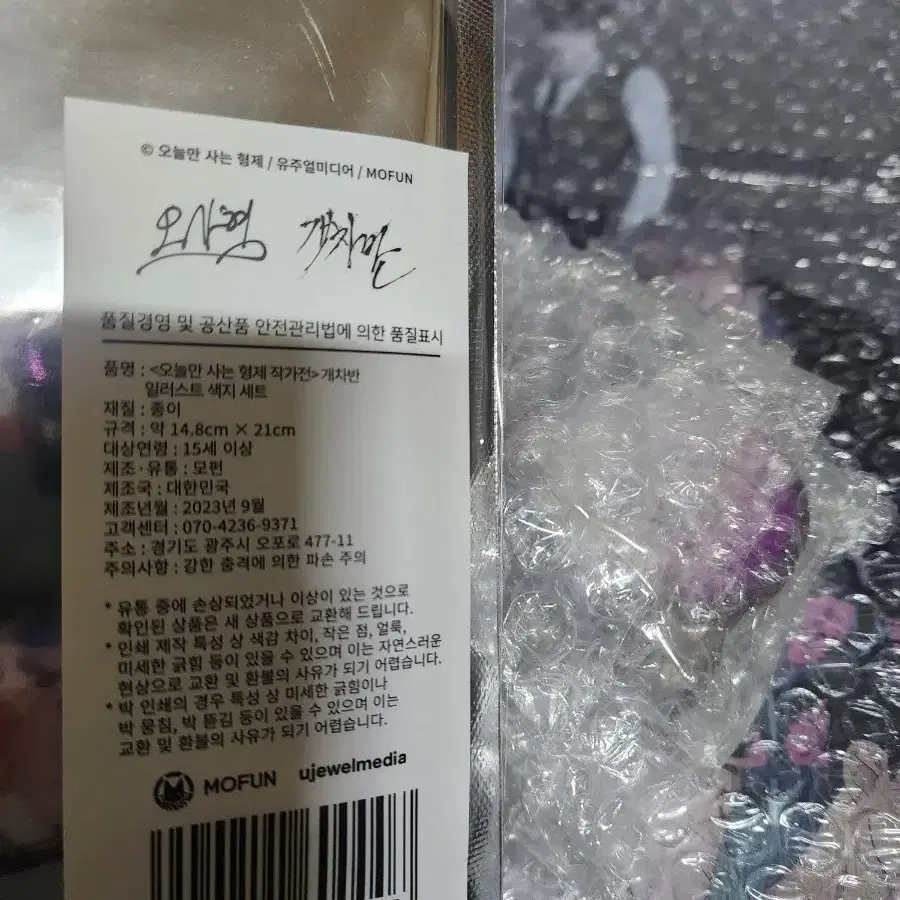 © 오늘만 사는 형제 / 유주얼미디어 / MOFUN
오사형 개차반
품질경영 및 공산품 안전관리법에 의한 품질표시
품명 : <오늘만 사는 형제 작가전> 개차반
일러스트 색지 세트
재질 : 종이
규격 : 약 14.8cm × 21cm
대상연령 : 15세 이상
제조·유통 : 모펀
제조국 : 대한민국
제조년월 : 2023년 9월
고객센터 : 070-4236-9371
주소 : 경기도 광주시 오포로 477-11
주의사항 : 강한 충격에 의한 파손 주의
* 유통 중에 손상되었거나 이상이 있는 것으로
확인된 상품은 새 상품으로 교환해 드립니다.
* 인쇄 제작 특성 상 색감 차이, 작은 점, 얼룩,
미세한 긁힘 등이 있을 수 있으며 이는 자연스러운
현상으로 교환 및 환불의 사유가 되기 어렵습니다.
* 박 인쇄의 경우 특성 상 미세한 긁힘이나
박 뭉침, 박 뜯김 등이 있을 수 있으며 이는
교환 및 환불의 사유가 되기 어렵습니다.
MOFUN ujewelmedia